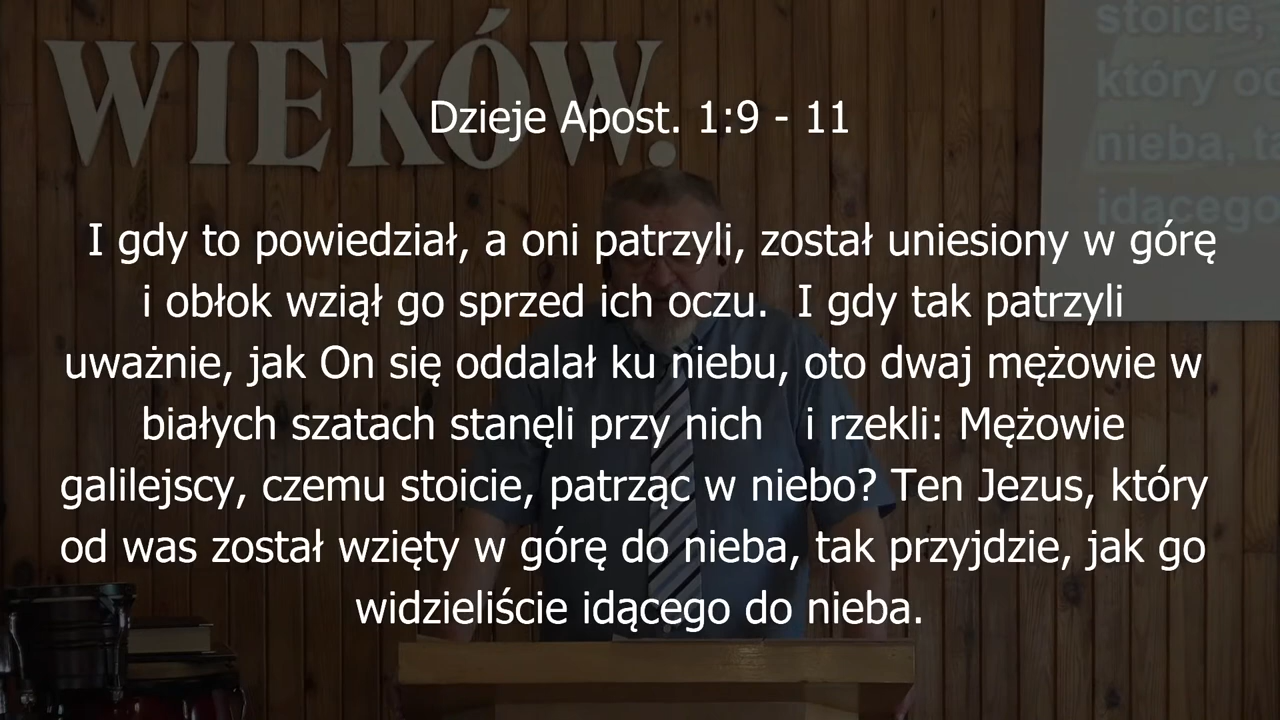 WIEKÓW.
stoicie,
który od
nieba, ta
idącego
Dzieje Apost. 1:9 - 11
I gdy to powiedział, a oni patrzyli, został uniesiony w górę
i obłok wziął go sprzed ich oczu. I gdy tak patrzyli
uważnie, jak On się oddalał ku niebu, oto dwaj mężowie w
białych szatach stanęli przy nich i rzekli: Mężowie
galilejscy, czemu stoicie, patrząc w niebo? Ten Jezus, który
od was został wzięty w górę do nieba, tak przyjdzie, jak go
widzieliście idącego do nieba.